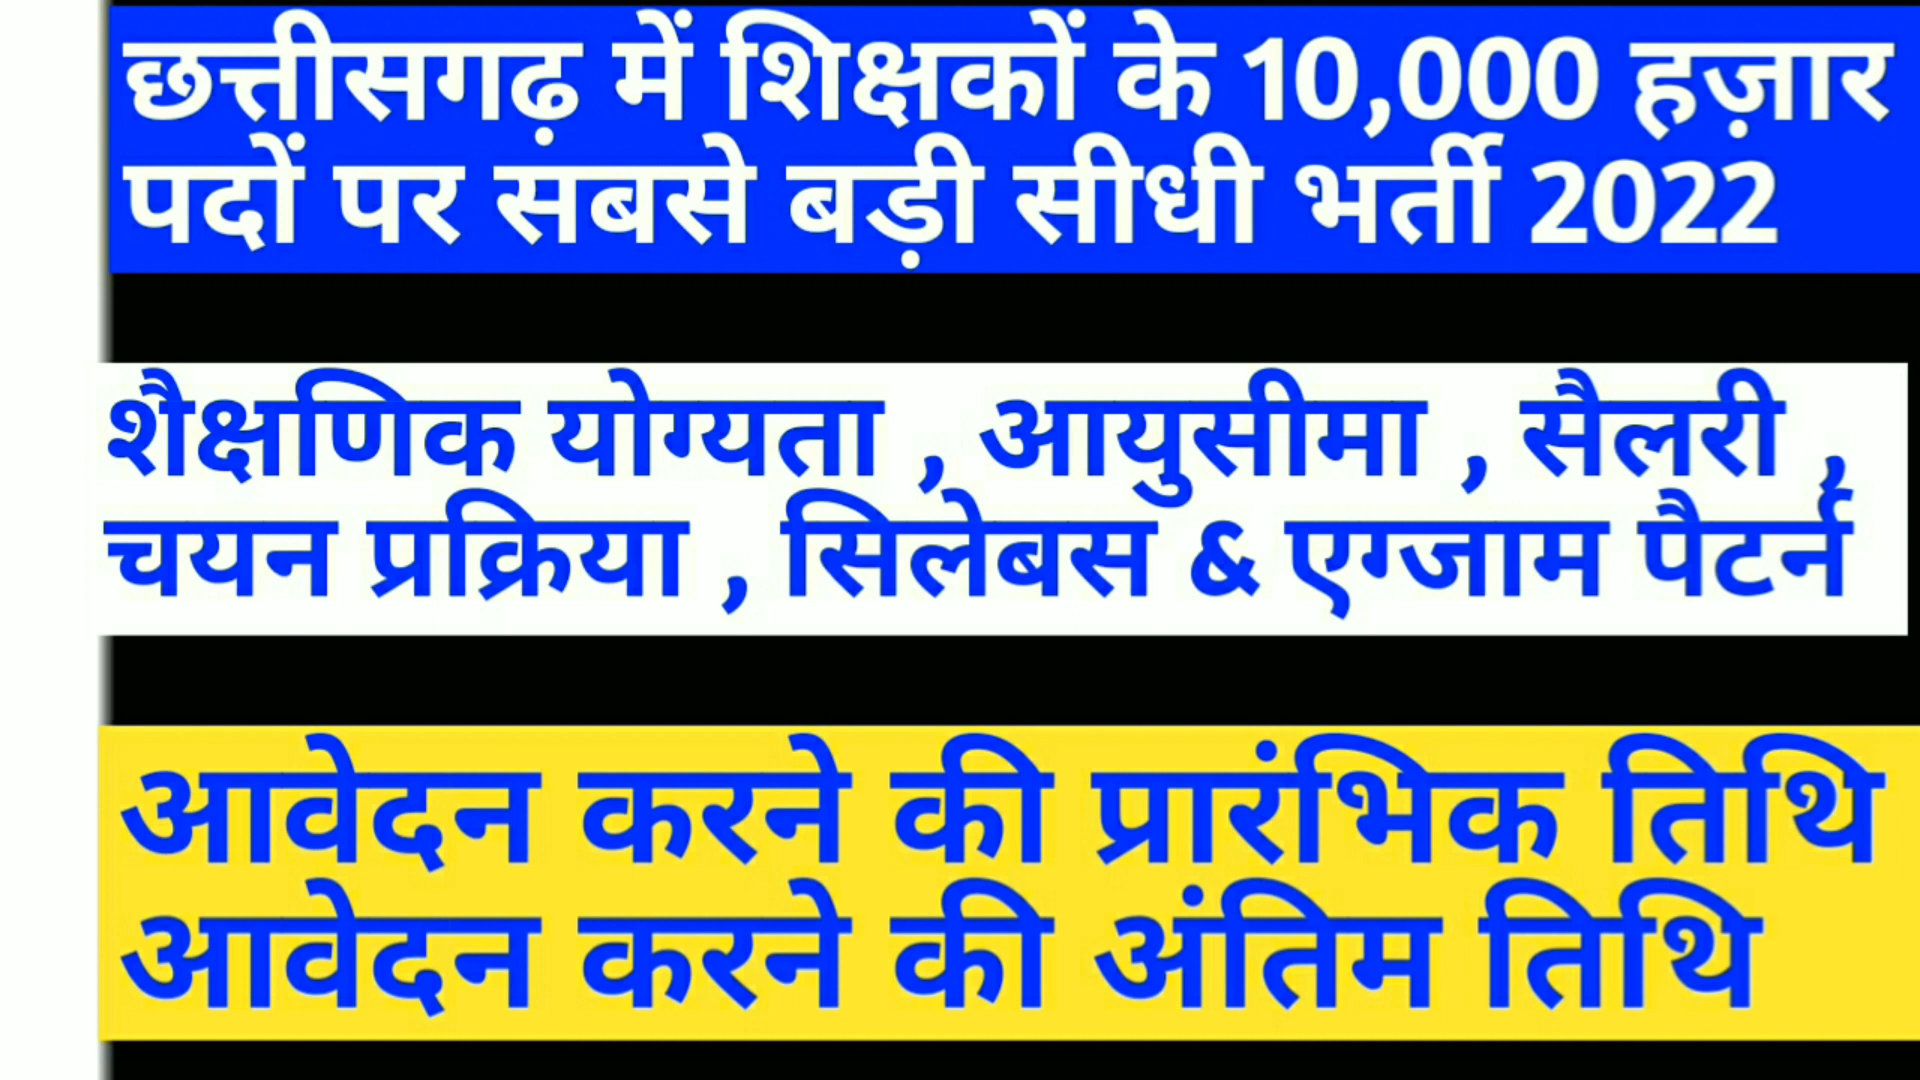 छत्तीसगढ़ में शिक्षकों के 10,000 हज़ार
पदों पर सबसे बड़ी सीधी भर्ती 2022
शैक्षणिक योग्यता , आयुसीमा , सैलरी ,
चयन प्रक्रिया , सिलेबस & एग्जाम पैटर्न
आवेदन करने की प्रारंभिक तिथि
आवेदन करने की अंतिम तिथि